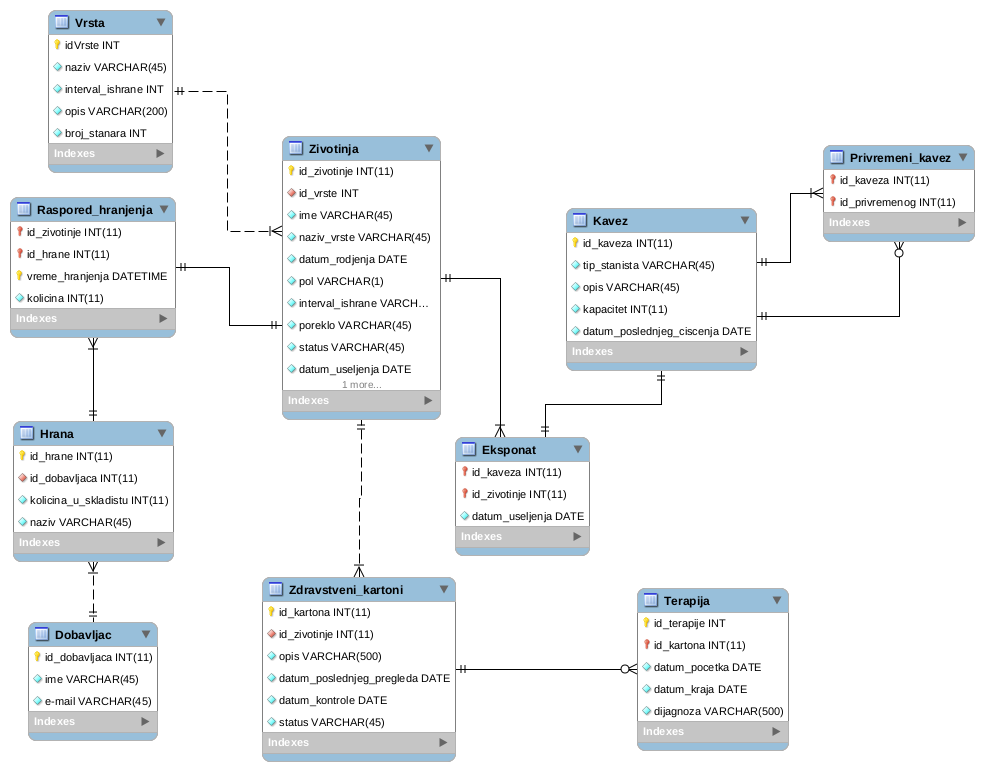 Vrsta
idVrste INT
naziv VARCHAR(45)
interval_ishrane INT
opis VARCHAR(200)
broj_stanara INT
Indexes
Raspored_hranjenja
id_zivotinje INT(11)
id_hrane INT(11)
vreme_hranjenja DATETIME
kolicina INT(11)
Indexes
Hrana
id_hrane INT(11)
id_dobavljaca INT(11)
kolicina_u_skladistu INT(11)
naziv VARCHAR(45)
Indexes
Dobavljac
id_dobavljaca INT(11)
ime VARCHAR(45)
e-mail VARCHAR(45)
Indexes
Zivotinja
id_zivotinje INT(11)
id_vrste INT
ime VARCHAR(45)
naziv_vrste VARCHAR(45)
datum_rodjenja DATE
pol VARCHAR(1)
interval_ishrane VARCH...
poreklo VARCHAR(45)
status VARCHAR(45)
datum_useljenja DATE
1 more...
Indexes
Zdravstveni_kartoni
id_kartona INT(11)
id_zivotinje INT(11)
opis VARCHAR(500)
datum_poslednjeg_pregleda DATE
datum_kontrole DATE
status VARCHAR(45)
Indexes
Eksponat
id_kaveza INT(11)
id_zivotinje INT(11)
datum_useljenja DATE
Indexes
Kavez
id_kaveza INT(11)
tip_stanista VARCHAR(45)
opis VARCHAR(45)
kapacitet INT(11)
datum_poslednjeg_ciscenja DATE
Indexes
Privremeni_kavez
id_kaveza INT(11)
id_privremenog INT(11)
Indexes
Terapija
id_terapije INT
id_kartona INT(11)
datum_pocetka DATE
datum_kraja DATE
dijagnoza VARCHAR(500)
Indexes